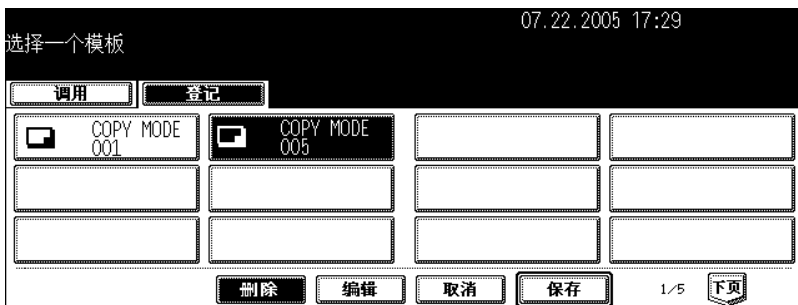 07.22.2005 17:29
选择一个模板
调用 登记
COPY MODE COPY MODE
001 005
删除 编辑 取消 保存 1/5 下页